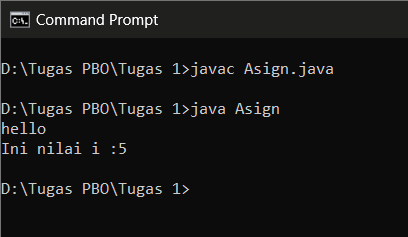 Command Prompt
D:\Tugas PBO\Tugas 1>javac Asign.java
D:\Tugas PBO\Tugas 1>java Asign
hello
Ini nilai i :5
D:\Tugas PBO\Tugas 1>